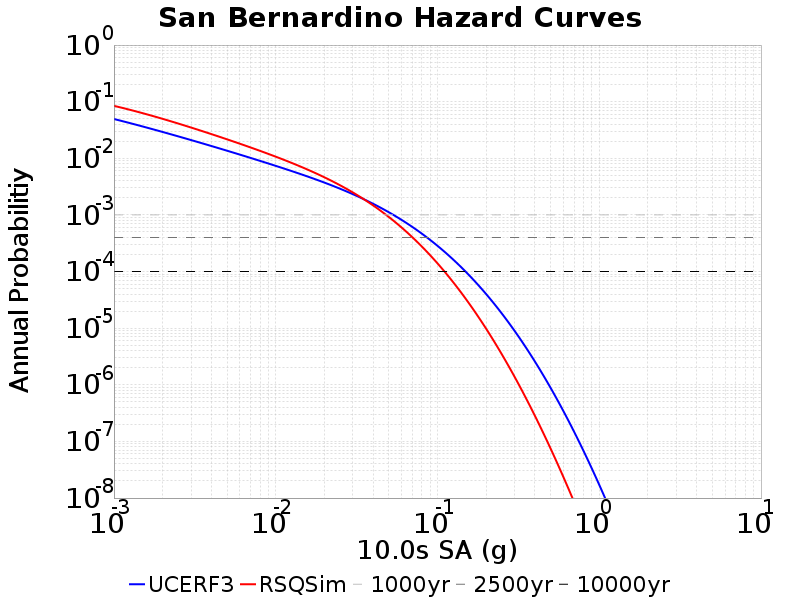 San Bernardino Hazard Curves
Annual Probabilitiy
10^0
10^-1
10^-2
10^-3
10^-4
10^-5
10^-6
10^-7
10^-8
10^-3 10^-2 10^-1 10^0 10^1
10.0s SA (g)
UCERF3 RSQSim 1000yr 2500yr 10000yr